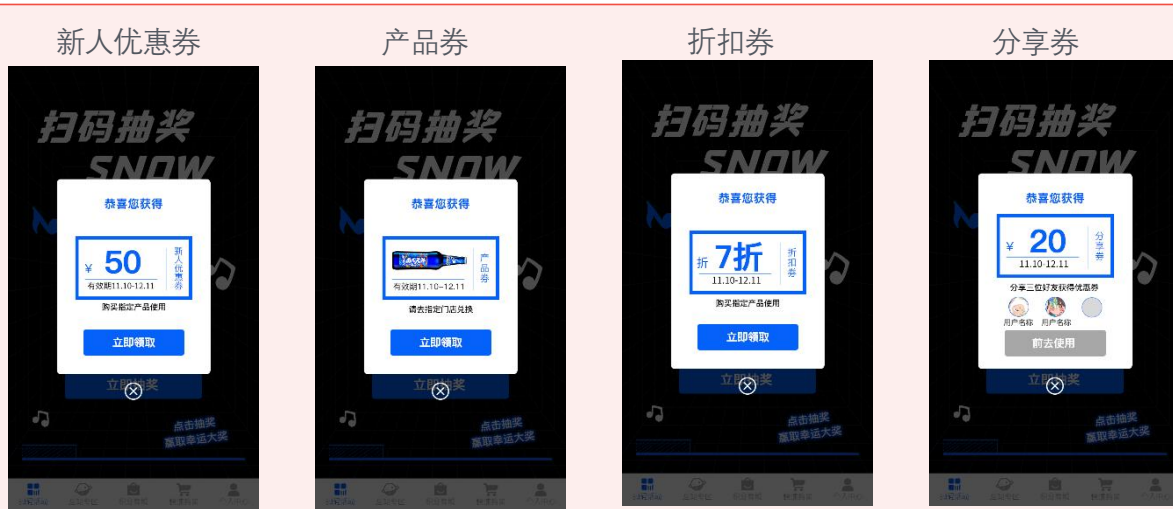 新人优惠券
扫码抽奖
SNOW
恭喜您获得
¥ 50
新人优惠券
有效期11.10-12.11
购买指定产品使用
立即领取
立即抽奖
点击抽奖
赢取幸运大奖
产品券
扫码抽奖
SNOW
恭喜您获得
产品券
有效期11.10-12.11
请去指定门店兑换
立即领取
立即抽奖
点击抽奖
赢取幸运大奖
折扣券
扫码抽奖
SNOW
恭喜您获得
折 7折
折扣券
11.10-12.11
购买指定产品使用
立即领取
立即抽奖
点击抽奖
赢取幸运大奖
分享券
扫码抽奖
SNOW
恭喜您获得
¥ 20
分享券
11.10-12.11
分享三位好友获得优惠券
用户名称 用户名称
前去使用
立即抽奖
点击抽奖
赢取幸运大奖